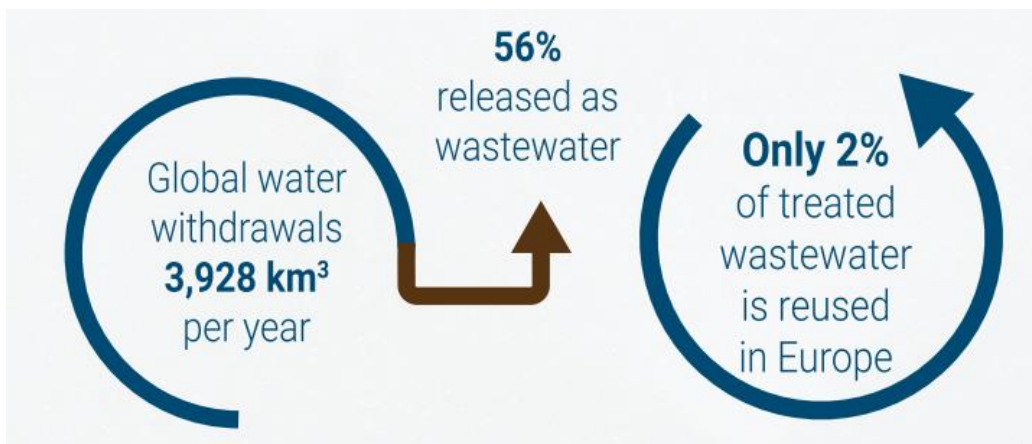 Global water
withdrawals
3,928 km³
per year
56%
released as
wastewater
Only 2%
of treated
wastewater
is reused
in Europe